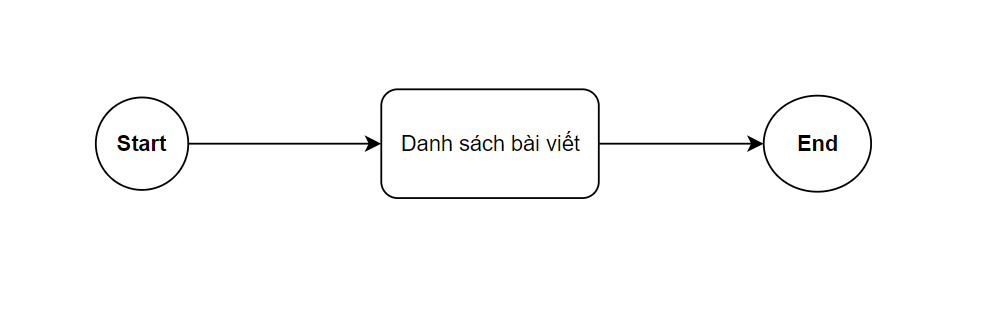 Start
Danh sách bài viết
End